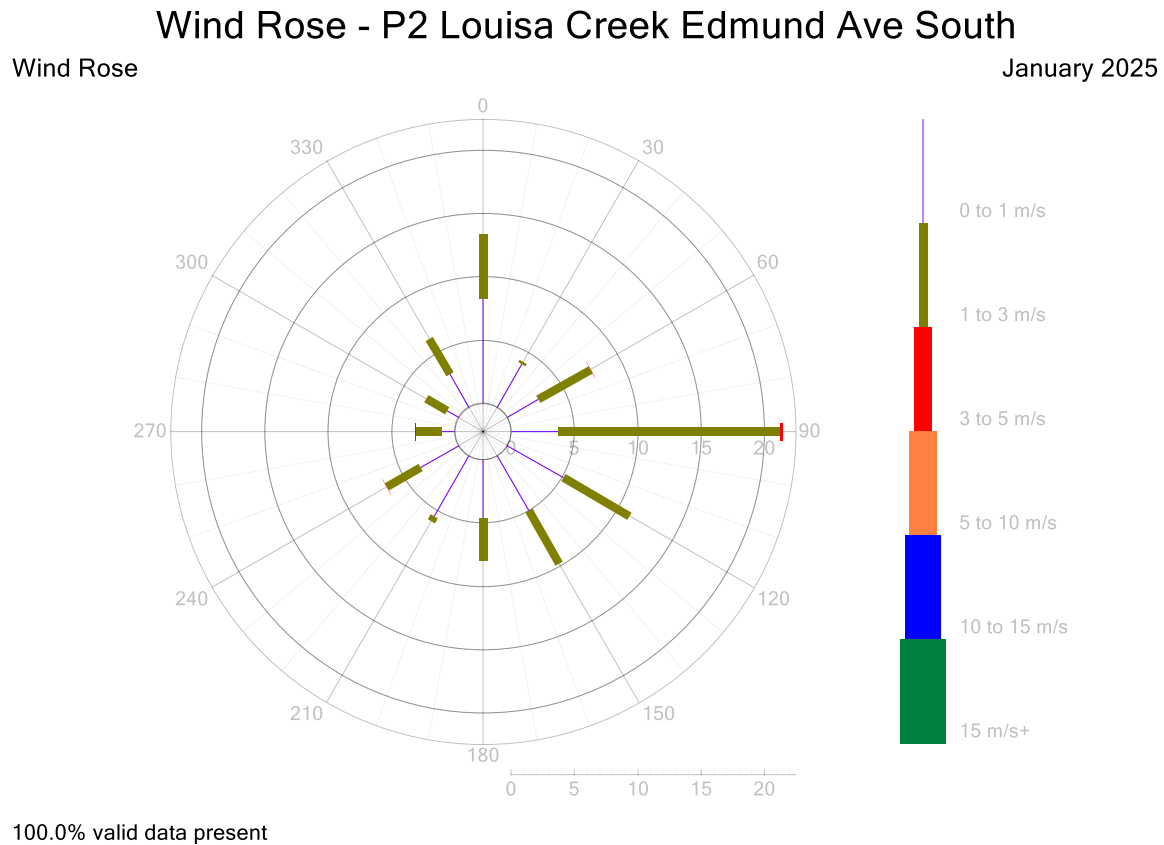 Wind Rose - P2 Louisa Creek Edmund Ave South
Wind Rose
January 2025
0
330
30
300
60
0 to 1 m/s
1 to 3 m/s
3 to 5 m/s
270
90
0 5 10 15 20
5 to 10 m/s
240
120
10 to 15 m/s
210
150
15 m/s+
180
0 5 10 15 20
100.0% valid data present